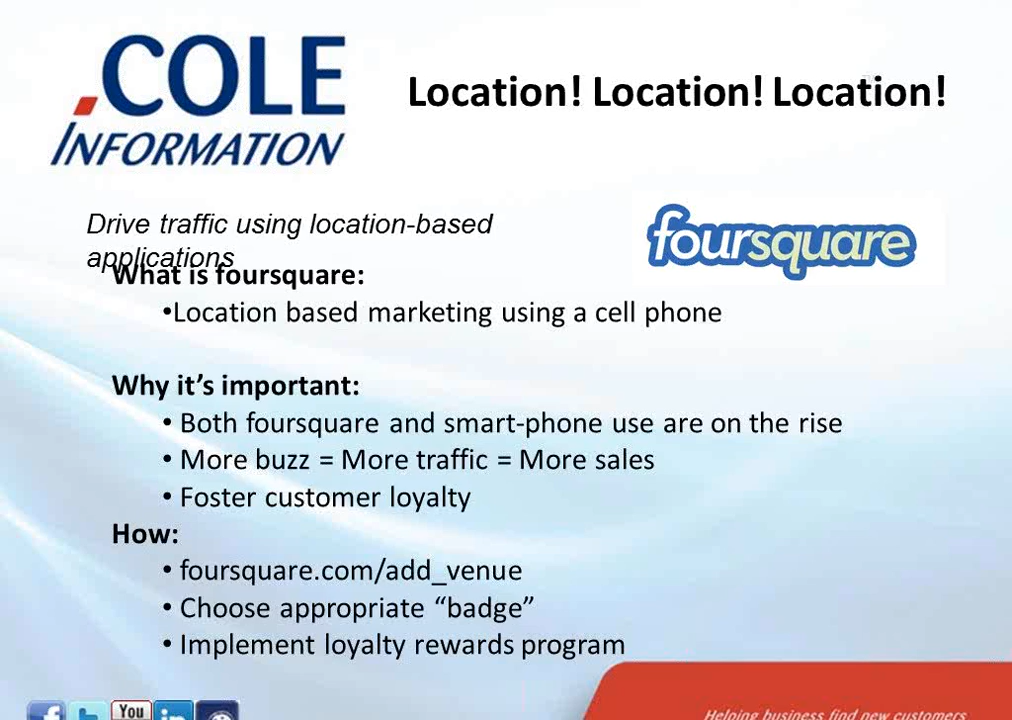 .COLE
INFORMATION
Location! Location! Location!
Drive traffic using location-based
applications
foursquare
What is foursquare:
•Location based marketing using a cell phone
Why it’s important:
• Both foursquare and smart-phone use are on the rise
• More buzz = More traffic = More sales
• Foster customer loyalty
How:
• foursquare.com/add_venue
• Choose appropriate “badge”
• Implement loyalty rewards program
f t You in
Helping business find new customers